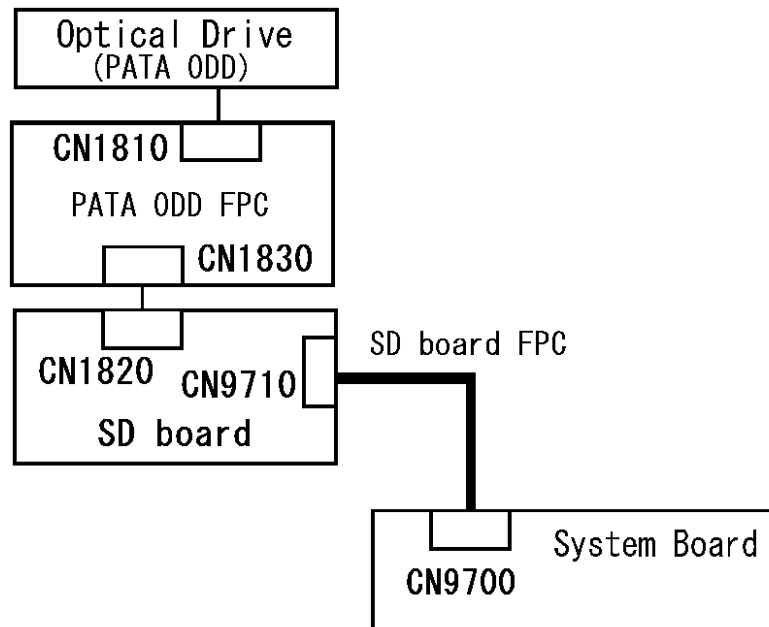 Optical Drive
(PATA ODD)
CN1810
PATA ODD FPC
CN1830
CN1820
CN9710
SD board
SD board FPC
System Board
CN9700